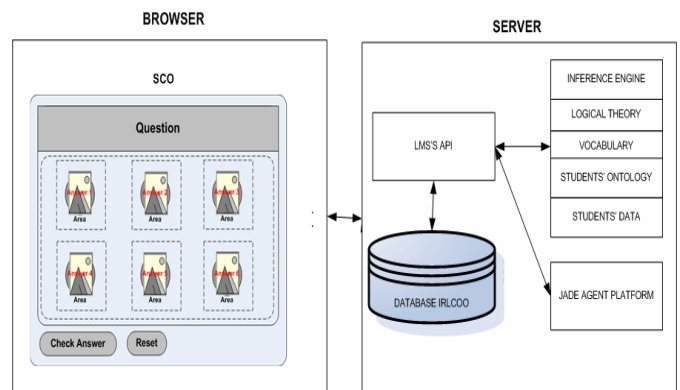 BROWSER
SCO
Question
Answer 1
Area
Answer 2
Area
Answer 3
Area
Answer 4
Area
Answer 5
Area
Answer 6
Area
Check Answer
Reset
SERVER
LMS'S API
DATABASE IRLCOO
INFERENCE ENGINE
LOGICAL THEORY
VOCABULARY
STUDENTS' ONTOLOGY
STUDENTS' DATA
JADE AGENT PLATFORM